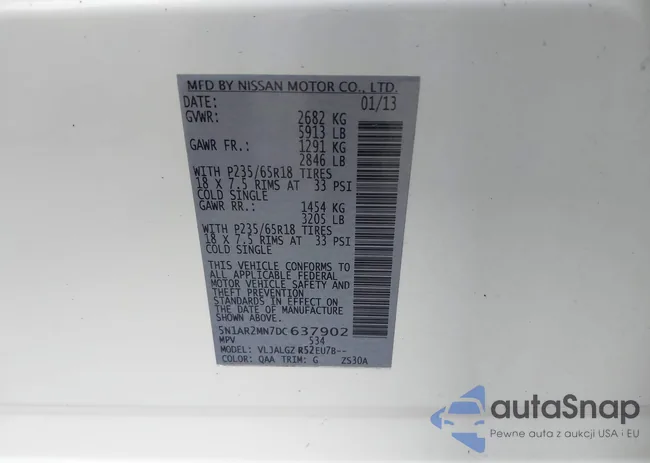 MFD BY NISSAN MOTOR CO., LTD.
DATE: 01/13
GVWR: 2682 KG
5913 LB
GAWR FR.: 1291 KG
2846 LB
WITH P235/65R18 TIRES
18 X 7.5 RIMS AT 33 PSI
COLD SINGLE
GAWR RR.: 1454 KG
3205 LB
WITH P235/65R18 TIRES
18 X 7.5 RIMS AT 33 PSI
COLD SINGLE
THIS VEHICLE CONFORMS TO
ALL APPLICABLE FEDERAL
MOTOR VEHICLE SAFETY AND
THEFT PREVENTION
STANDARDS IN EFFECT ON
THE DATE OF MANUFACTURE
SHOWN ABOVE.
5N1AR2MN7DC637902
MPV 534
MODEL: VLJALGZ R52EU7B--
COLOR: QAA TRIM: G ZS30A
autaSnap
Pewne auta z aukcji USA i EU